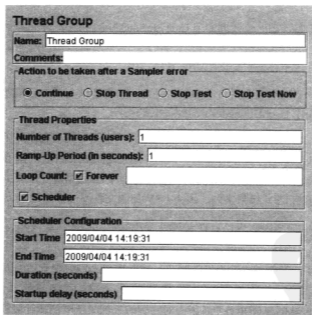 Thread Group
Name: Thread Group
Comments:
Action to be taken after a Sampler error
Continue Stop Thread Stop Test Stop Test Now
Thread Properties
Number of Threads (users): 1
Ramp-Up Period (in seconds): 1
Loop Count: Forever
Scheduler
Scheduler Configuration
Start Time 2009/04/04 14:19:31
End Time 2009/04/04 14:19:31
Duration (seconds)
Startup delay (seconds)